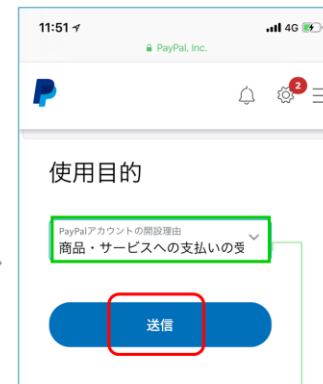 11:51
4G
PayPal, Inc.
2
使用目的
PayPalアカウントの開設理由
商品・サービスへの支払いの受
送信